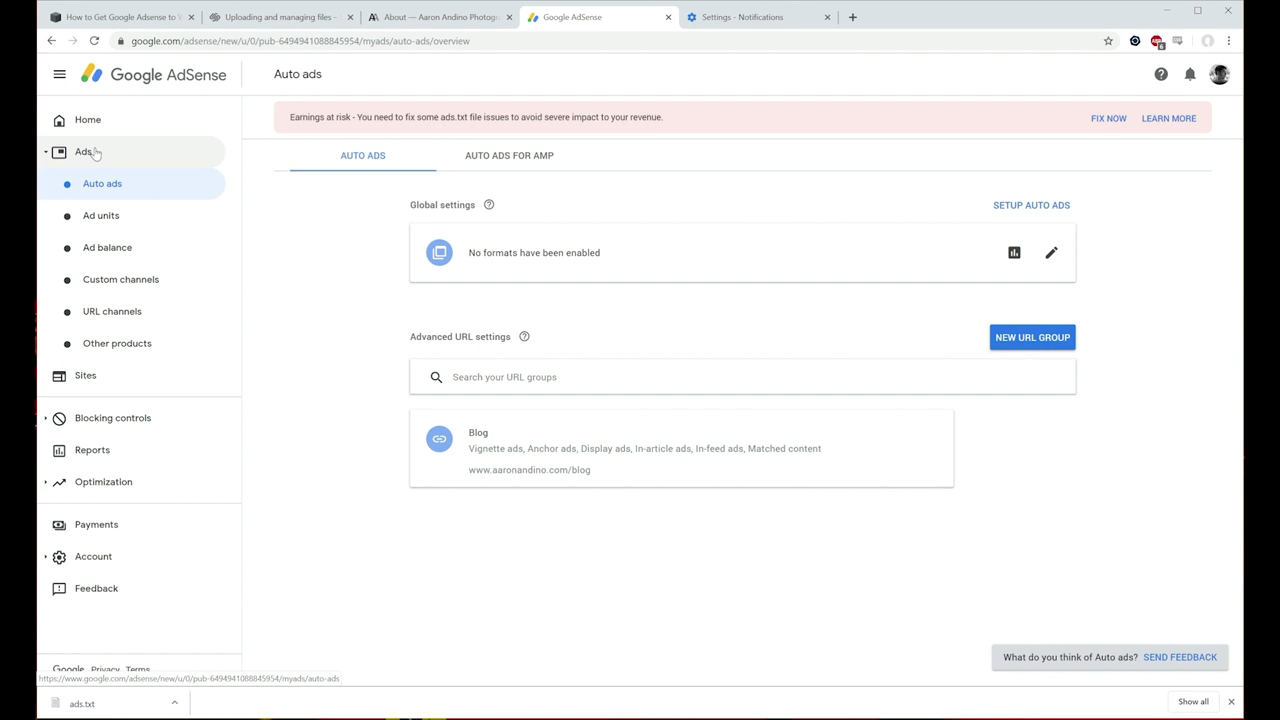 How to Get Google Adsense to
Uploading and managing files -
About — Aaron Andino Photogr
Google AdSense
Settings - Notifications
google.com/adsense/new/u/0/pub-6494941088845954/myads/auto-ads/overview
Google AdSense
Auto ads
Home
Ads
Auto ads
Ad units
Ad balance
Custom channels
URL channels
Other products
Sites
Blocking controls
Reports
Optimization
Payments
Account
Feedback
Google Privacy Terms
Earnings at risk - You need to fix some ads.txt file issues to avoid severe impact to your revenue.
FIX NOW
LEARN MORE
AUTO ADS
AUTO ADS FOR AMP
Global settings
SETUP AUTO ADS
No formats have been enabled
Advanced URL settings
NEW URL GROUP
Search your URL groups
Blog
Vignette ads, Anchor ads, Display ads, In-article ads, In-feed ads, Matched content
www.aaronandino.com/blog
What do you think of Auto ads? SEND FEEDBACK
https://www.google.com/adsense/new/u/0/pub-6494941088845954/myads/auto-ads
ads.txt
Show all